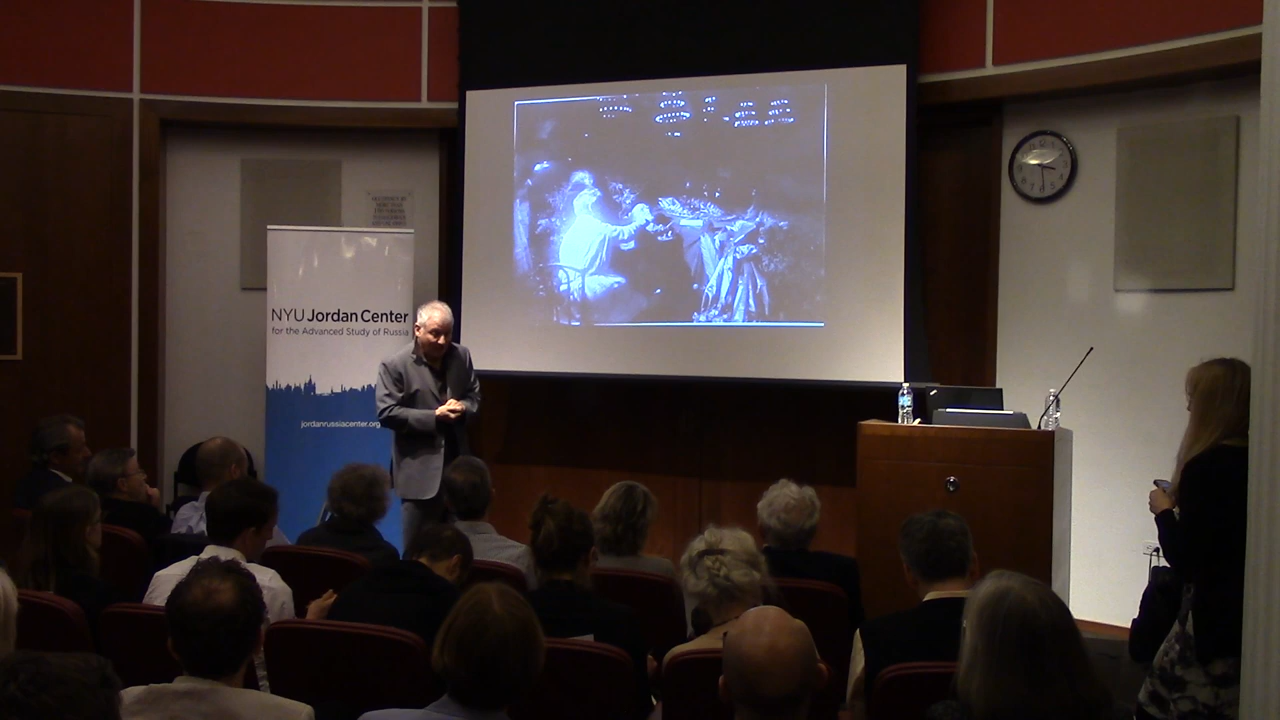 NYU Jordan Center
for the Advanced Study of Russia
jordanrussiacenter.org